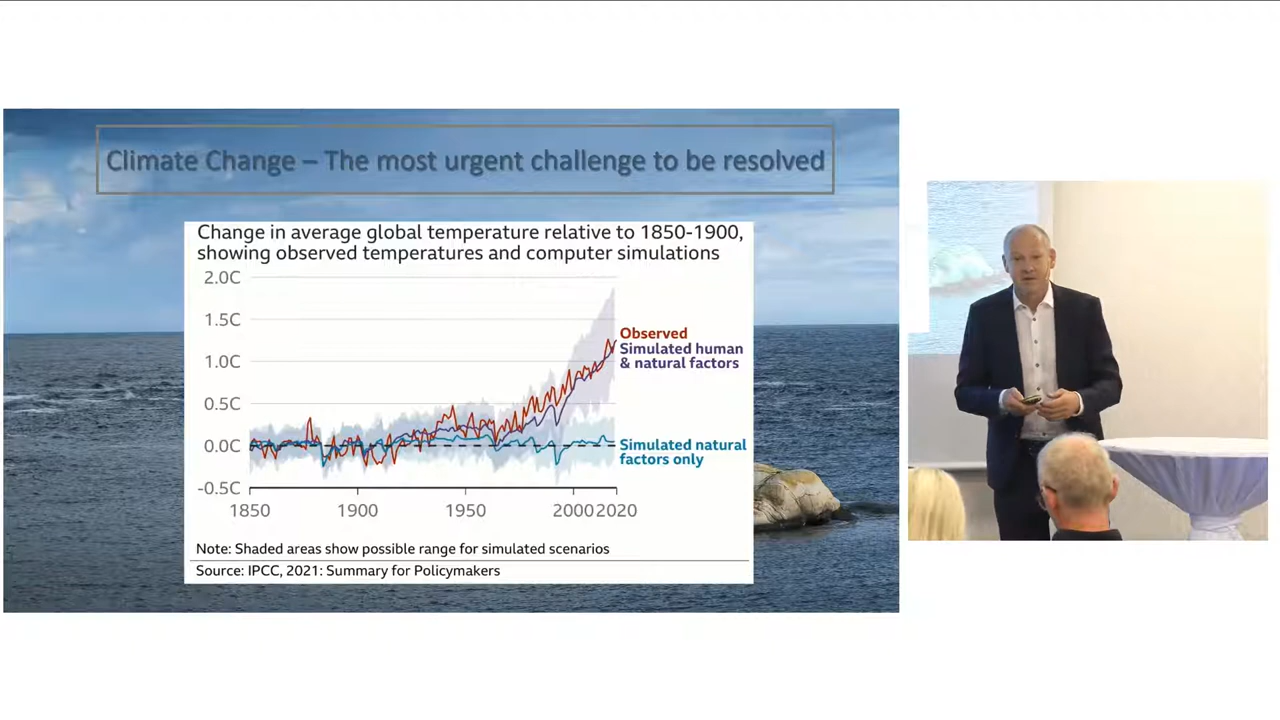 Climate Change – The most urgent challenge to be resolved
Change in average global temperature relative to 1850-1900,
showing observed temperatures and computer simulations
2.0C
1.5C
1.0C
0.5C
0.0C
-0.5C
Observed
Simulated human
& natural factors
Simulated natural
factors only
1850 1900 1950 2000 2020
Note: Shaded areas show possible range for simulated scenarios
Source: IPCC, 2021: Summary for Policymakers